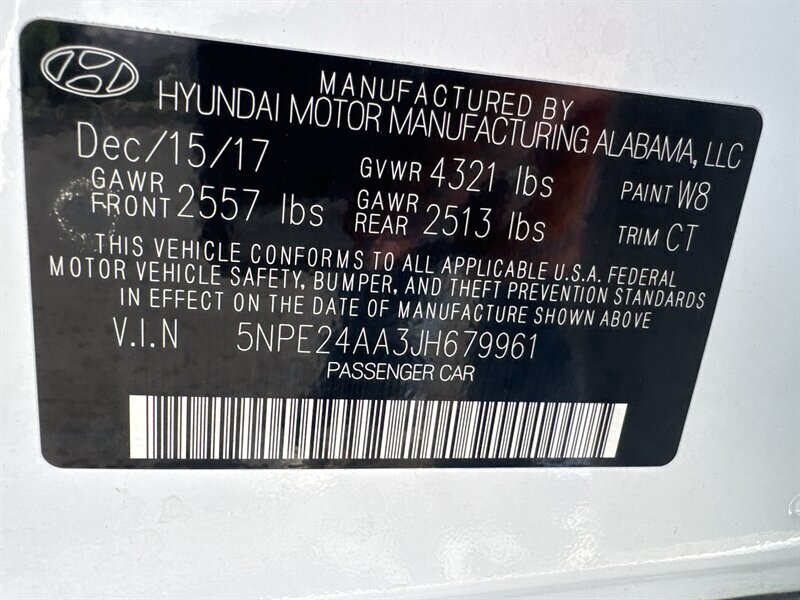 MANUFACTURED BY
HYUNDAI MOTOR MANUFACTURING ALABAMA, LLC
Dec/15/17 GVWR 4321 lbs PAINT W8
GAWR FRONT 2557 lbs GAWR REAR 2513 lbs TRIM CT
THIS VEHICLE CONFORMS TO ALL APPLICABLE U.S.A. FEDERAL
MOTOR VEHICLE SAFETY, BUMPER, AND THEFT PREVENTION STANDARDS
IN EFFECT ON THE DATE OF MANUFACTURE SHOWN ABOVE
V.I.N 5NPE24AA3JH679961
PASSENGER CAR